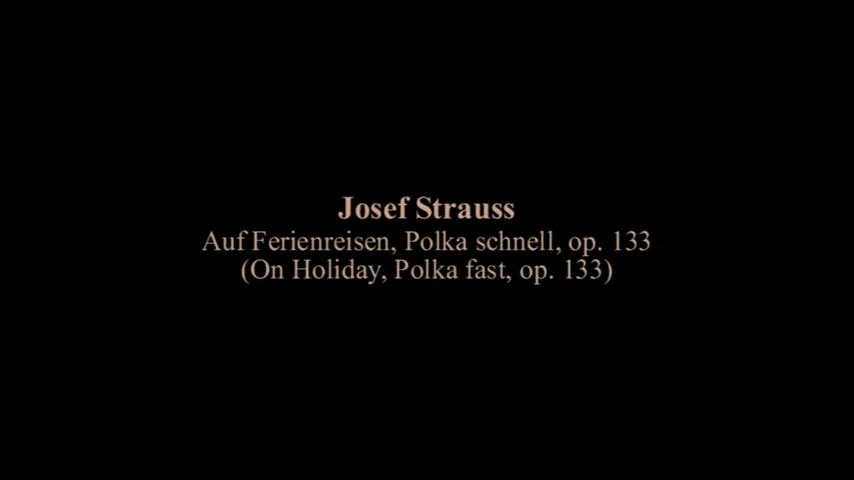 Josef Strauss
Auf Ferienreisen, Polka schnell, op. 133
(On Holiday, Polka fast, op. 133)